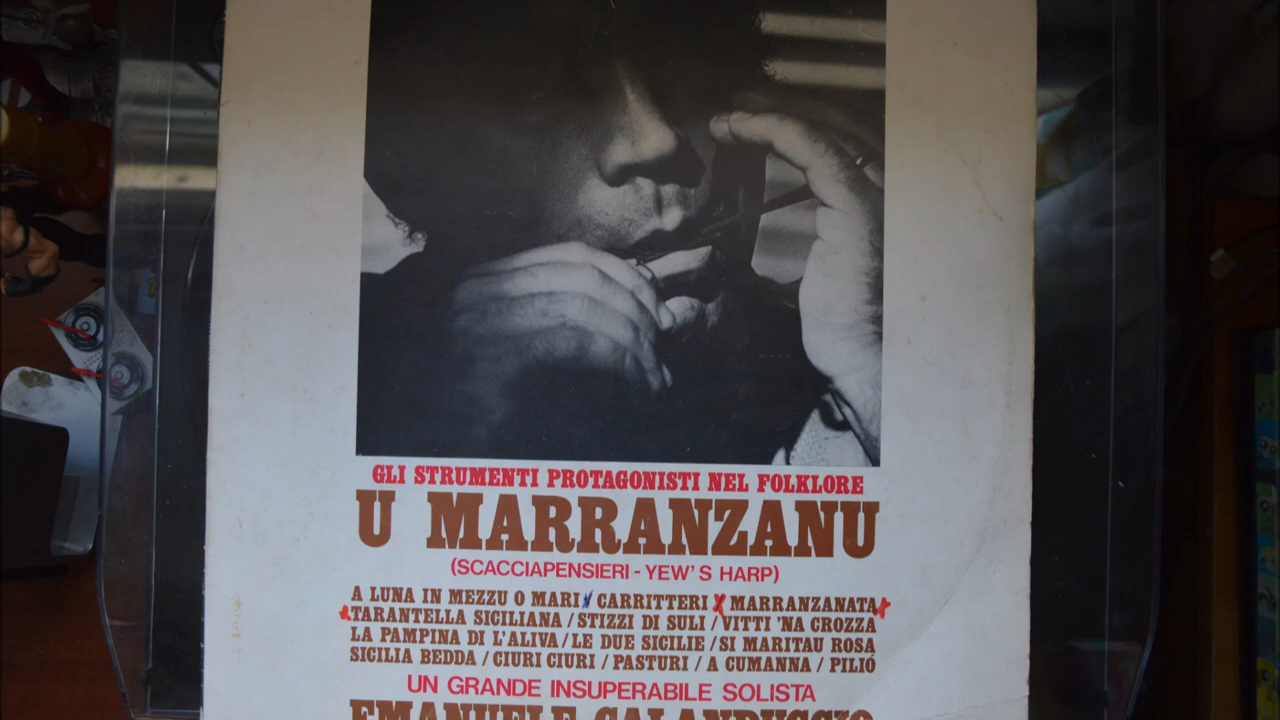 GLI STRUMENTI PROTAGONISTI NEL FOLKLORE
U MARRANZANU
(SCACCIAPENSIERI - YEW'S HARP)
A LUNA IN MEZZU O MARI / CARRITTERI / MARRANZANATA
TARANTELLA SICILIANA / STIZZI DI SULI / VITTI 'NA CROZZA
LA PAMPINA DI L'ALIVA / LE DUE SICILIE / SI MARITAU ROSA
SICILIA BEDDA / CIURI CIURI / PASTURI / A CUMANNA / PILIÓ
UN GRANDE INSUPERABILE SOLISTA
EMANUELE CALANDUCCIO